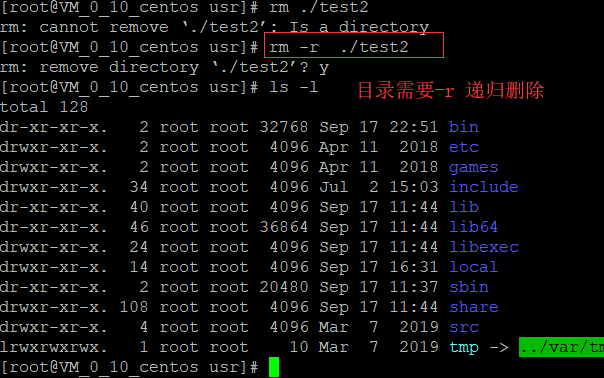 [root@VM_0_10_centos usr]# rm ./test2
rm: cannot remove ‘./test2’: Is a directory
[root@VM_0_10_centos usr]# rm -r  ./test2
rm: remove directory ‘./test2’? y
[root@VM_0_10_centos usr]# ls -l 目录需要-r 递归删除
total 128
dr-xr-xr-x.   2 root root 32768 Sep 17 22:51 bin
drwxr-xr-x.   2 root root  4096 Apr 11  2018 etc
drwxr-xr-x.   2 root root  4096 Apr 11  2018 games
drwxr-xr-x.  34 root root  4096 Jul  2 15:03 include
dr-xr-xr-x.  40 root root  4096 Sep 17 11:44 lib
dr-xr-xr-x.  46 root root 36864 Sep 17 11:44 lib64
drwxr-xr-x.  24 root root  4096 Sep 17 11:44 libexec
drwxr-xr-x.  14 root root  4096 Sep 17 16:31 local
dr-xr-xr-x.   2 root root 20480 Sep 17 11:37 sbin
drwxr-xr-x. 108 root root  4096 Sep 17 11:44 share
drwxr-xr-x.   4 root root  4096 Mar  7  2019 src
lrwxrwxrwx.   1 root root    10 Mar  7  2019 tmp -> ../var/tm
[root@VM_0_10_centos usr]#